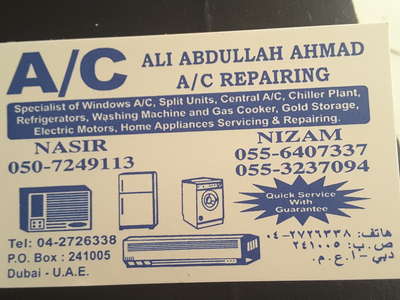 A/C
ALI ABDULLAH AHMAD
A/C REPAIRING
Specialist of Windows A/C, Split Units, Central A/C, Chiller Plant,
Refrigerators, Washing Machine and Gas Cooker, Gold Storage,
Electric Motors, Home Appliances Servicing & Repairing.
NASIR
050-7249113
NIZAM
055-6407337
055-3237094
Quick Service
With
Guarantee
Tel: 04-2726338
P.O. Box : 241005
Dubai - U.A.E.
هاتف: ٢٧٢٦٣٣٨-٠٤
ص.ب: ٢٤١٠٠٥
دبي - ا.ع.م.